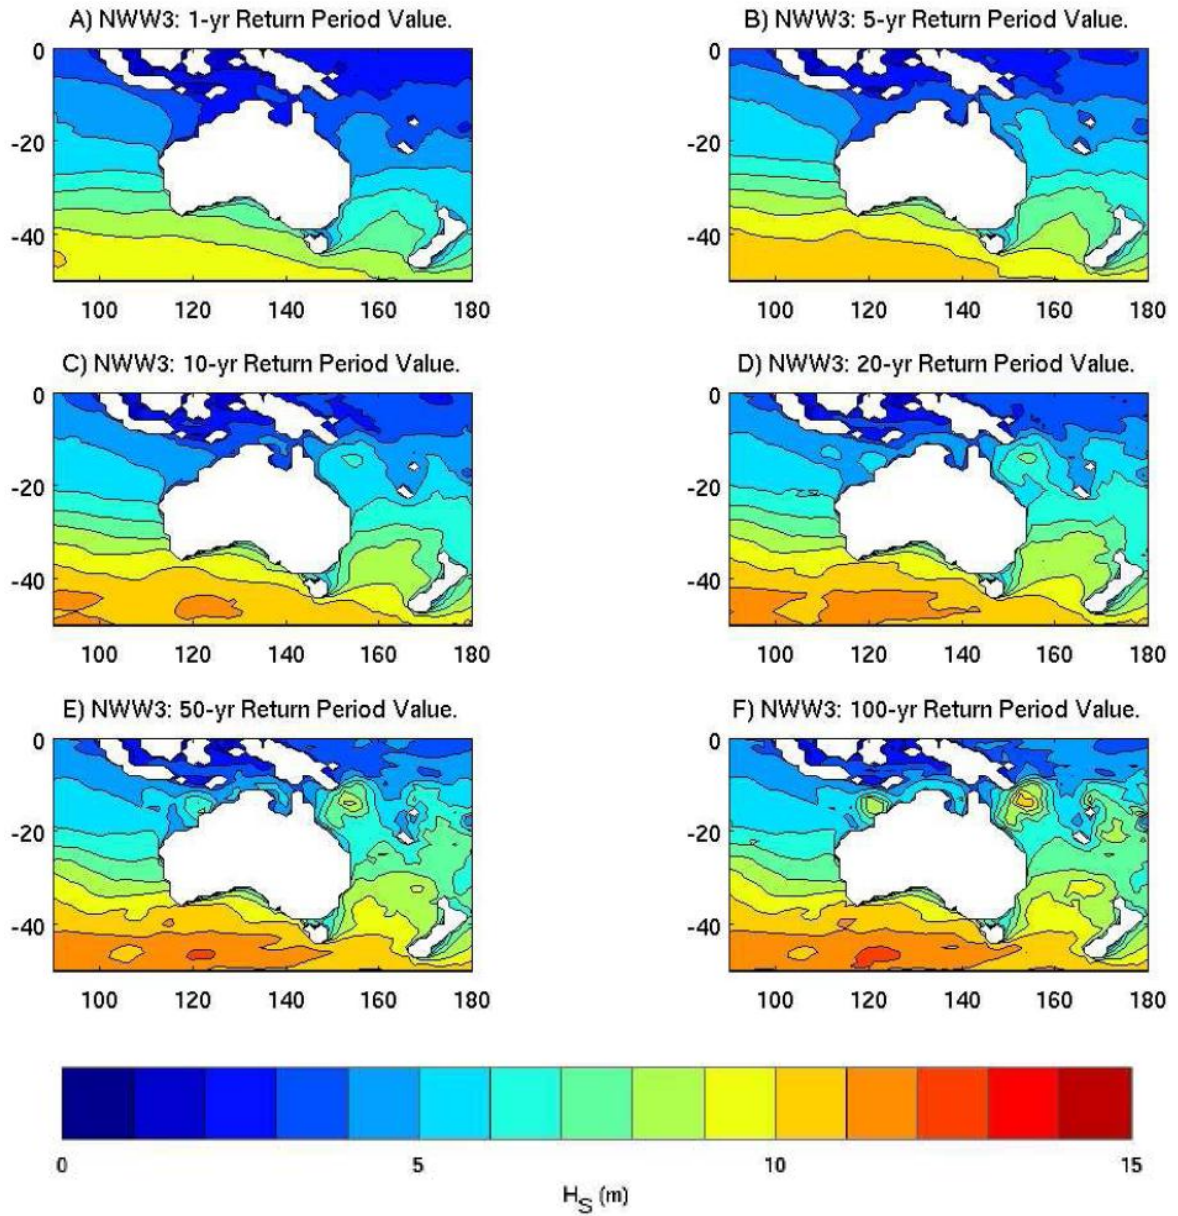 A) NWW3: 1-yr Return Period Value.
B) NWW3: 5-yr Return Period Value.
0
-20
-40
100 120 140 160 180
0
-20
-40
100 120 140 160 180
C) NWW3: 10-yr Return Period Value.
D) NWW3: 20-yr Return Period Value.
0
-20
-40
100 120 140 160 180
0
-20
-40
100 120 140 160 180
E) NWW3: 50-yr Return Period Value.
F) NWW3: 100-yr Return Period Value.
0
-20
-40
100 120 140 160 180
0
-20
-40
100 120 140 160 180
0 5 10 15
H_S (m)